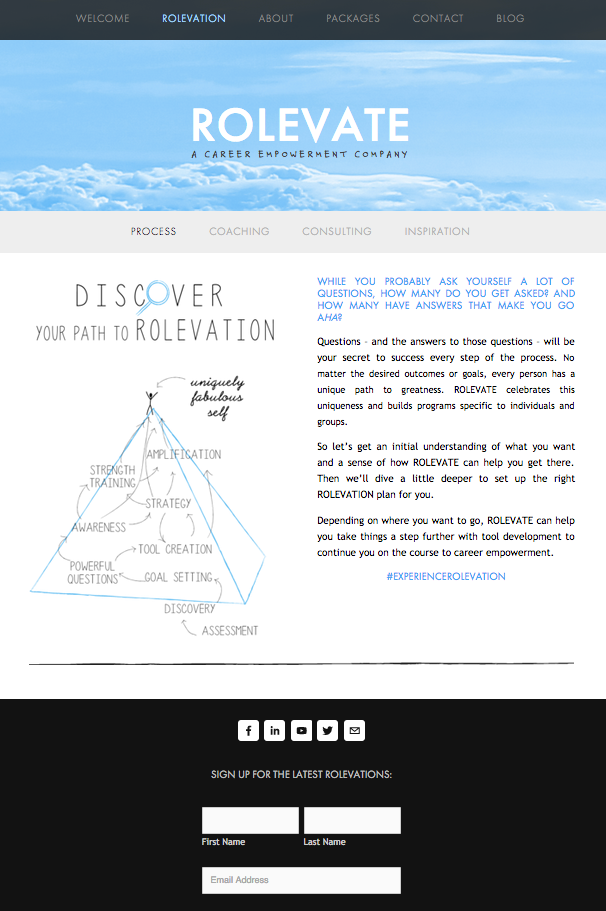 WELCOME ROLEVATION ABOUT PACKAGES CONTACT BLOG
ROLEVATE
A CAREER EMPOWERMENT COMPANY
PROCESS COACHING CONSULTING INSPIRATION
DISCOVER
YOUR PATH TO ROLEVATION
uniquely
fabulous
self
AMPLIFICATION
STRENGTH
TRAINING
STRATEGY
AWARENESS
TOOL CREATION
POWERFUL
QUESTIONS
GOAL SETTING
DISCOVERY
ASSESSMENT
WHILE YOU PROBABLY ASK YOURSELF A LOT OF
QUESTIONS, HOW MANY DO YOU GET ASKED? AND
HOW MANY HAVE ANSWERS THAT MAKE YOU GO
AHA?
Questions - and the answers to those questions - will be
your secret to success every step of the process. No
matter the desired outcomes or goals, every person has a
unique path to greatness. ROLEVATE celebrates this
uniqueness and builds programs specific to individuals and
groups.
So let's get an initial understanding of what you want
and a sense of how ROLEVATE can help you get there.
Then we'll dive a little deeper to set up the right
ROLEVATION plan for you.
Depending on where you want to go, ROLEVATE can help
you take things a step further with tool development to
continue you on the course to career empowerment.
#EXPERIENCEROLEVATION
SIGN UP FOR THE LATEST ROLEVATIONS:
First Name Last Name
Email Address